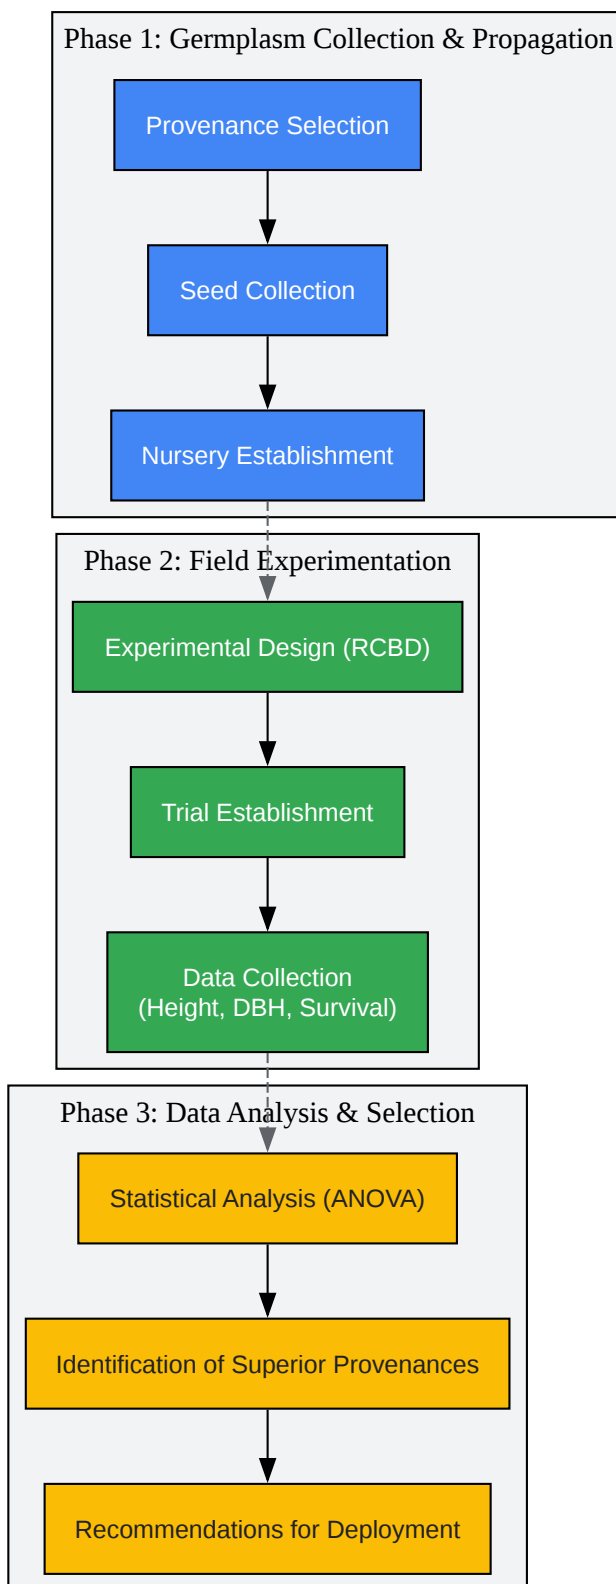 Phase 1: Germplasm Collection & Propagation
Provenance Selection
Seed Collection
Nursery Establishment
Phase 2: Field Experimentation
Experimental Design (RCBD)
Trial Establishment
Data Collection
(Height, DBH, Survival)
Phase 3: Data Analysis & Selection
Statistical Analysis (ANOVA)
Identification of Superior Provenances
Recommendations for Deployment